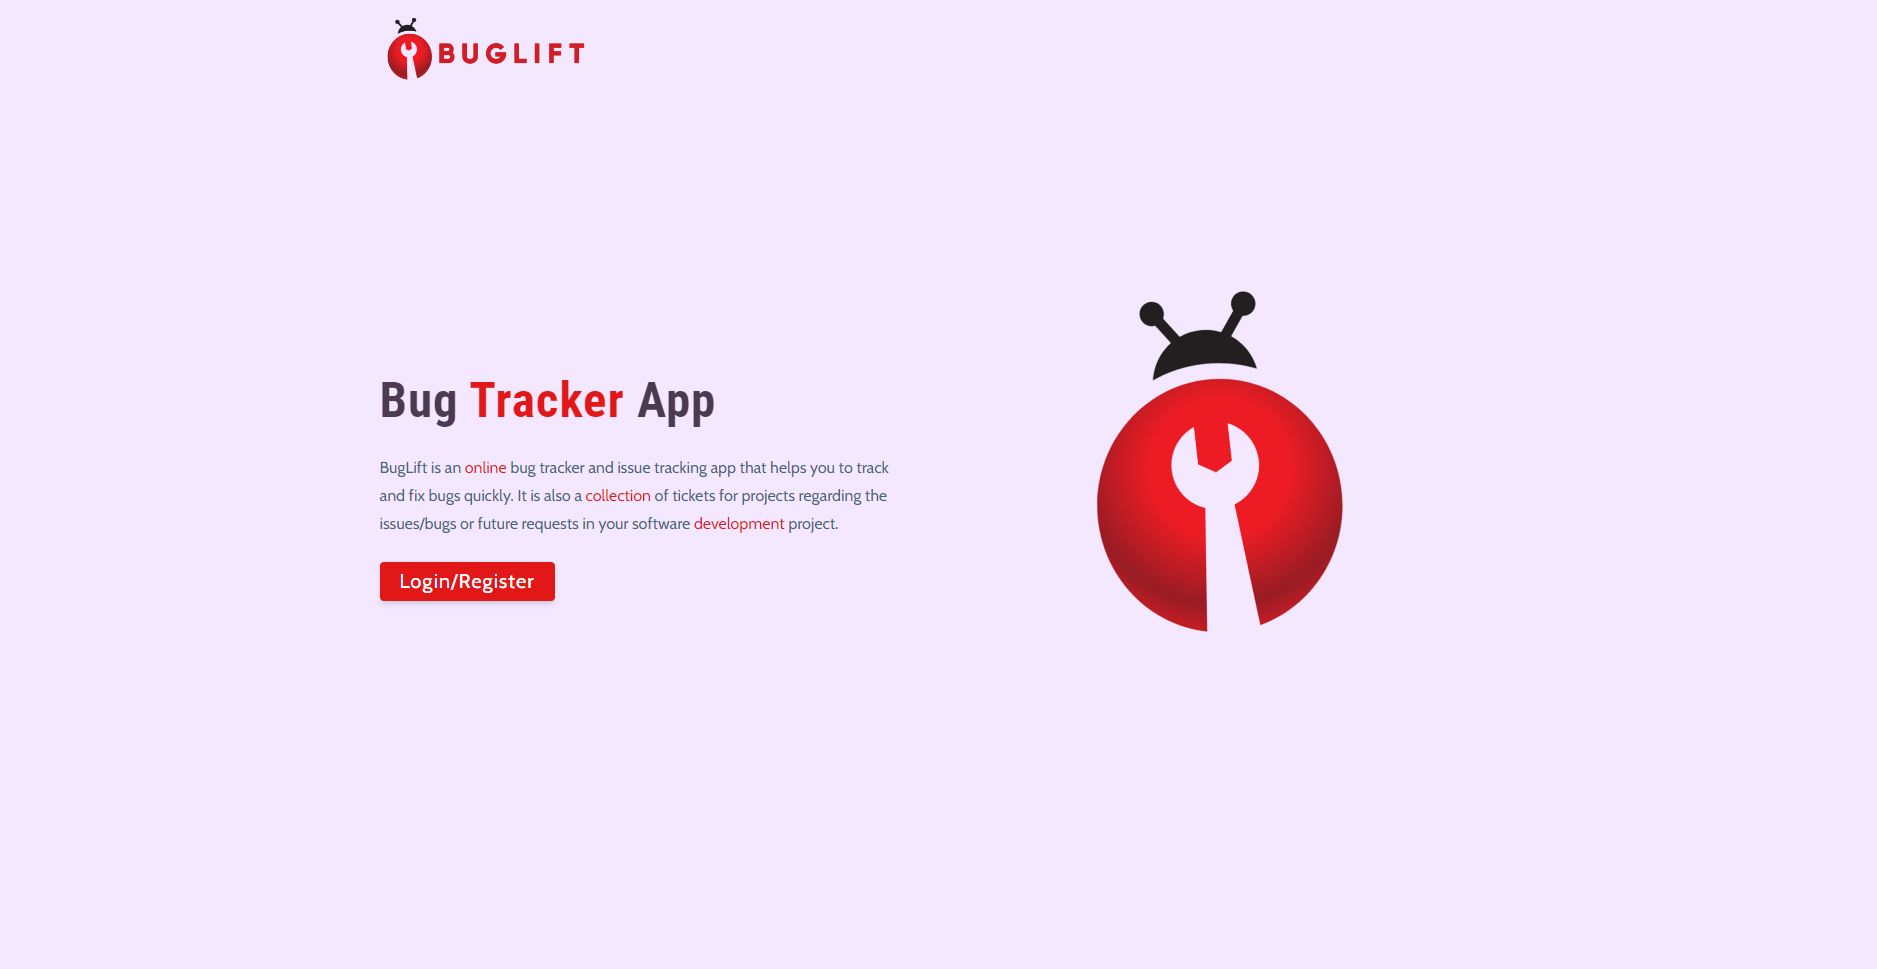 BUGLIFT
Bug Tracker App
BugLift is an online bug tracker and issue tracking app that helps you to track
and fix bugs quickly. It is also a collection of tickets for projects regarding the
issues/bugs or future requests in your software development project.
Login/Register